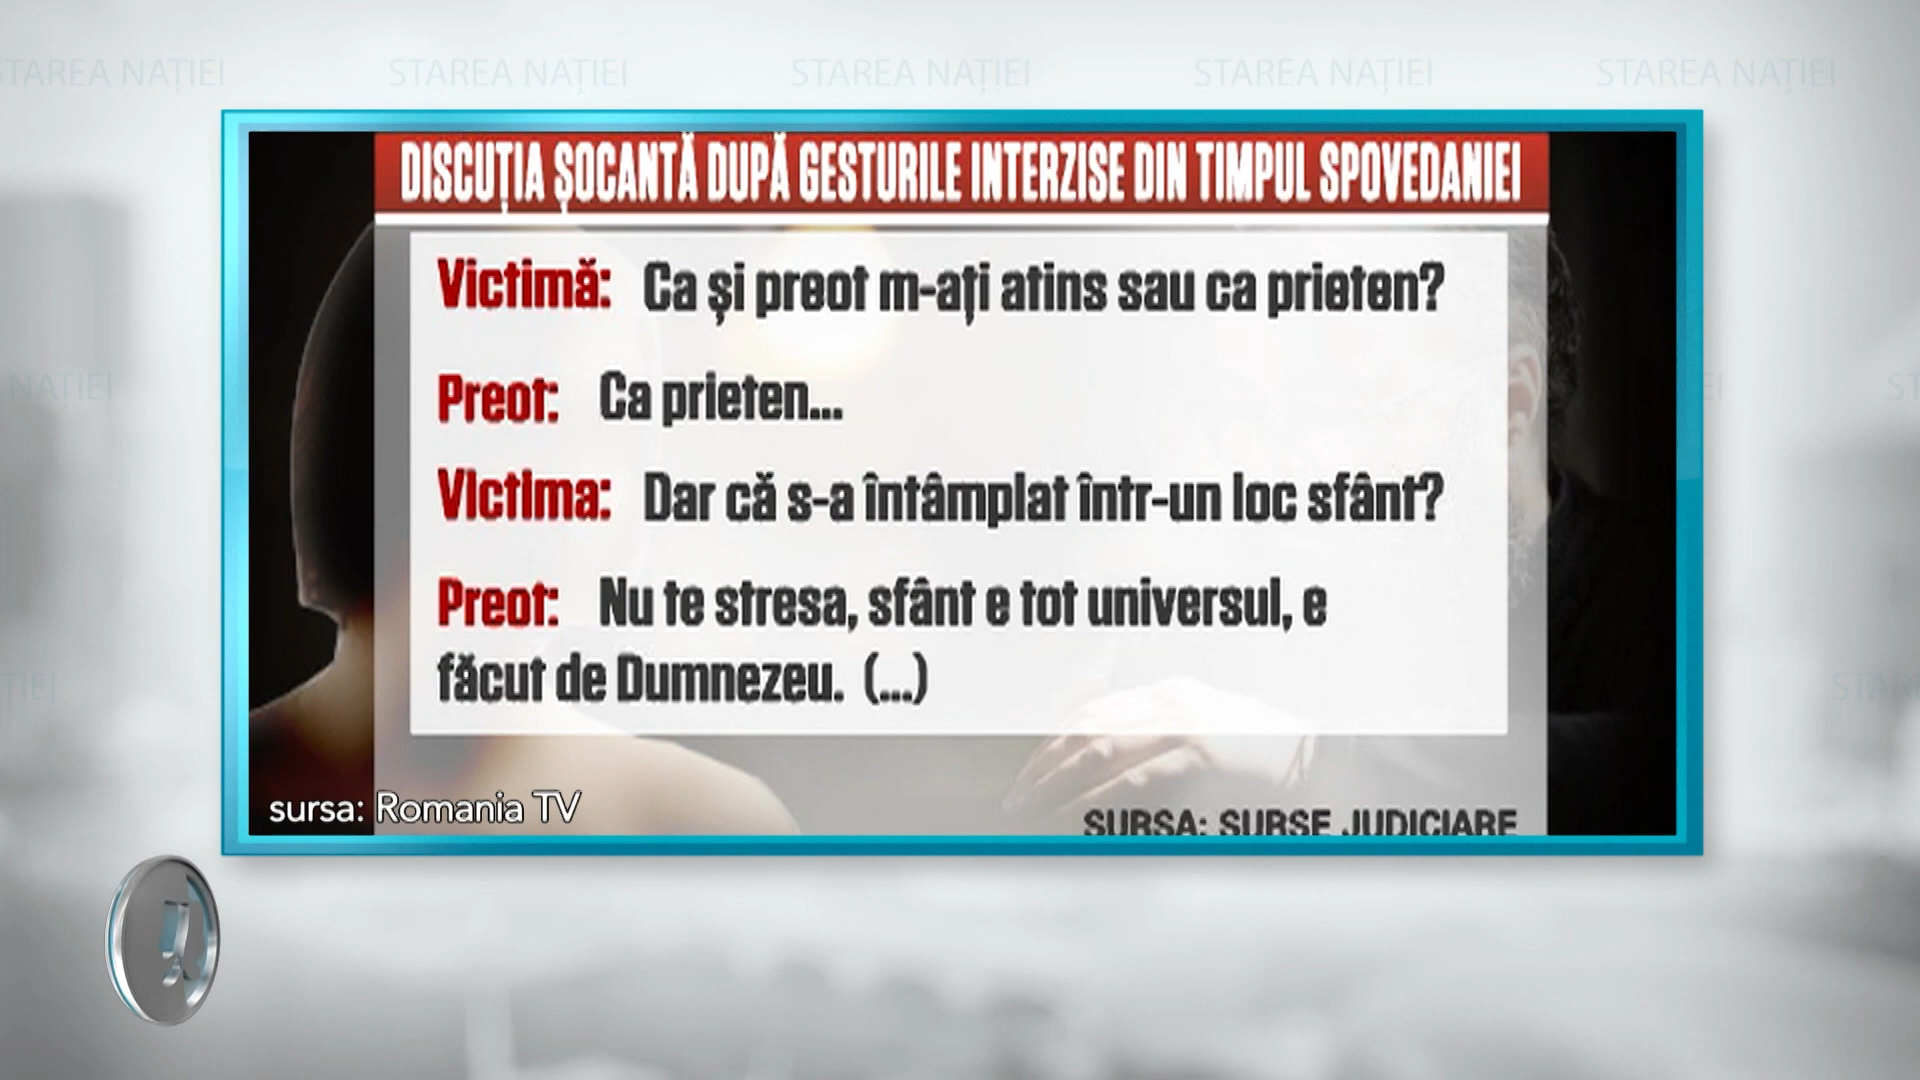 STAREA NAȚIEI STAREA NAȚIEI STAREA NAȚIEI STAREA NAȚIEI STAREA NAȚIEI
DISCUȚIA ȘOCANTĂ DUPĂ GESTURILE INTERZISE DIN TIMPUL SPOVEDANIEI
Victimă: Ca și preot m-ați atins sau ca prieten?
Preot: Ca prieten...
Victima: Dar că s-a întâmplat într-un loc sfânt?
Preot: Nu te stresa, sfânt e tot universul, e
făcut de Dumnezeu. (...)
sursa: Romania TV
SURSA: SURSE JUDICIARE